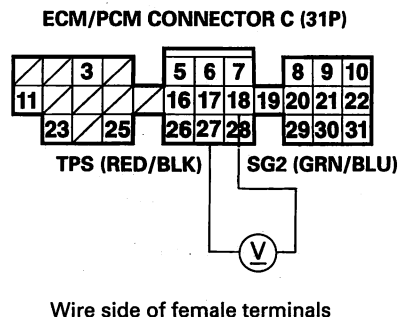 ECM/PCM CONNECTOR C (31P)
3 5 6 7 8 9 10
11 16 17 18 19 20 21 22
23 25 26 27 28 29 30 31
TPS (RED/BLK) SG2 (GRN/BLU)
V
Wire side of female terminals